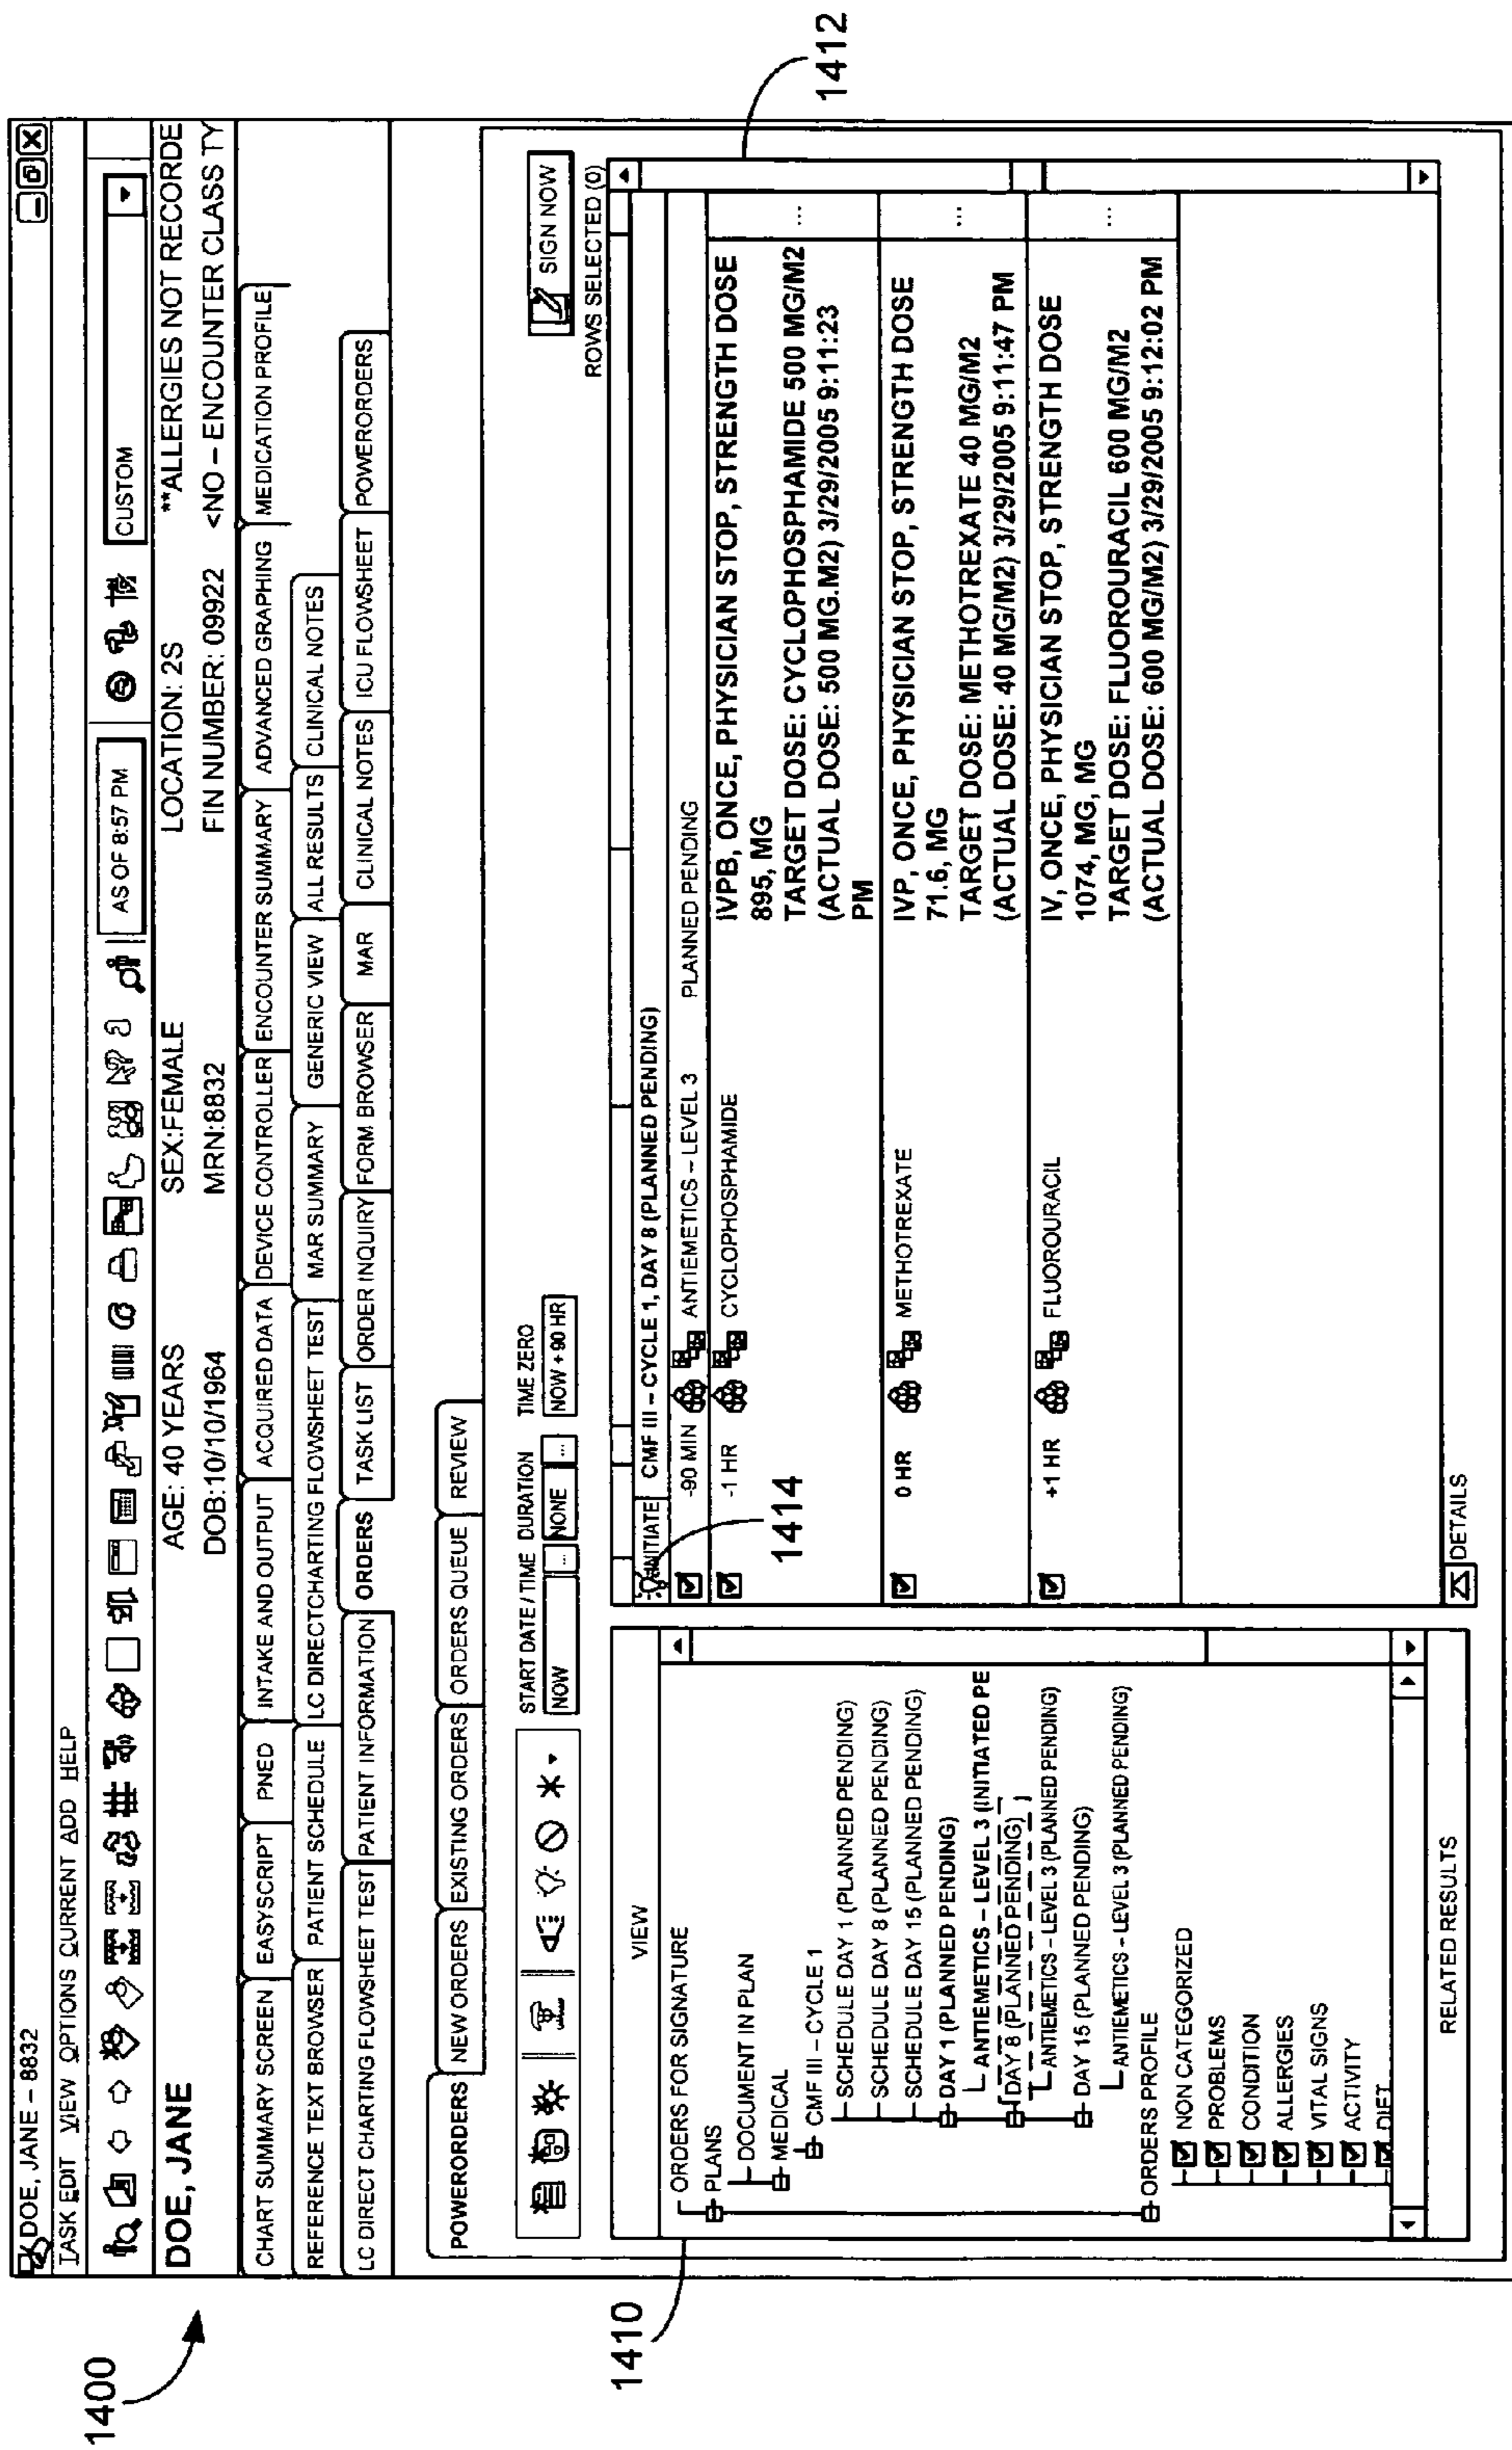 1400
DOE, JANE – 8832
TASK EDIT VIEW OPTIONS CURRENT ADD HELP
AS OF 8:57 PM
CUSTOM
DOE, JANE
AGE: 40 YEARS
SEX:FEMALE
LOCATION: 2S
**ALLERGIES NOT RECORDE
DOB:10/10/1964
MRN:8832
FIN NUMBER: 09922
<NO – ENCOUNTER CLASS TY
CHART SUMMARY SCREEN
EASYSCRIPT
PNED
INTAKE AND OUTPUT
ACQUIRED DATA
DEVICE CONTROLLER
ENCOUNTER SUMMARY
ADVANCED GRAPHING
MEDICATION PROFILE
REFERENCE TEXT BROWSER
PATIENT SCHEDULE
LC DIRECTCHARTING FLOWSHEET TEST
MAR SUMMARY
GENERIC VIEW
ALL RESULTS
CLINICAL NOTES
LC DIRECT CHARTING FLOWSHEET TEST
PATIENT INFORMATION
ORDERS
TASK LIST
ORDER INQUIRY
FORM BROWSER
MAR
CLINICAL NOTES
ICU FLOWSHEET
POWERORDERS
POWERORDERS
NEW ORDERS
EXISTING ORDERS
ORDERS QUEUE
REVIEW
START DATE / TIME
DURATION
TIME ZERO
NOW
...
NONE
...
NOW + 90 HR
SIGN NOW
ROWS SELECTED (0)
1410
VIEW
ORDERS FOR SIGNATURE
PLANS
DOCUMENT IN PLAN
MEDICAL
CMF III – CYCLE 1
SCHEDULE DAY 1 (PLANNED PENDING)
SCHEDULE DAY 8 (PLANNED PENDING)
SCHEDULE DAY 15 (PLANNED PENDING)
DAY 1 (PLANNED PENDING)
ANTIEMETICS – LEVEL 3 (INITIATED PE
DAY 8 (PLANNED PENDING)
ANTIEMETICS – LEVEL 3 (PLANNED PENDING)
DAY 15 (PLANNED PENDING)
ANTIEMETICS – LEVEL 3 (PLANNED PENDING)
ORDERS PROFILE
NON CATEGORIZED
PROBLEMS
CONDITION
ALLERGIES
VITAL SIGNS
ACTIVITY
DIET
RELATED RESULTS
1412
INITIATE
CMF III – CYCLE 1, DAY 8 (PLANNED PENDING)
-90 MIN
ANTIEMETICS – LEVEL 3
PLANNED PENDING
-1 HR
CYCLOPHOSPHAMIDE
IVPB, ONCE, PHYSICIAN STOP, STRENGTH DOSE
895, MG
TARGET DOSE: CYCLOPHOSPHAMIDE 500 MG/M2
(ACTUAL DOSE: 500 MG.M2) 3/29/2005 9:11:23
PM
...
1414
0 HR
METHOTREXATE
IVP, ONCE, PHYSICIAN STOP, STRENGTH DOSE
71.6, MG
TARGET DOSE: METHOTREXATE 40 MG/M2
(ACTUAL DOSE: 40 MG/M2) 3/29/2005 9:11:47 PM
...
+1 HR
FLUOROURACIL
IV, ONCE, PHYSICIAN STOP, STRENGTH DOSE
1074, MG, MG
TARGET DOSE: FLUOROURACIL 600 MG/M2
(ACTUAL DOSE: 600 MG/M2) 3/29/2005 9:12:02 PM
...
DETAILS